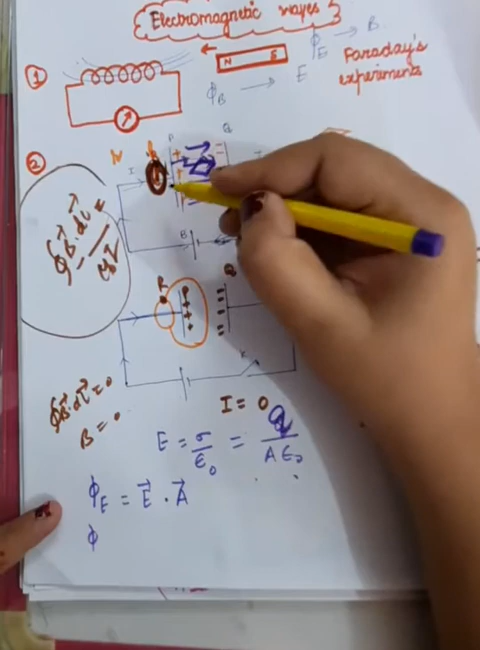 Electromagnetic waves
ϕE → B
① N S Faraday's
ϕB → E experiments
P Q
②
I
∮B⃗.dl⃗ =
μ₀I
B
R Q
K
∮B⃗.dl⃗ = 0
B = 0
I = 0
E = σ/ε₀ = q/Aε₀
ϕE = E⃗ . A⃗
ϕ